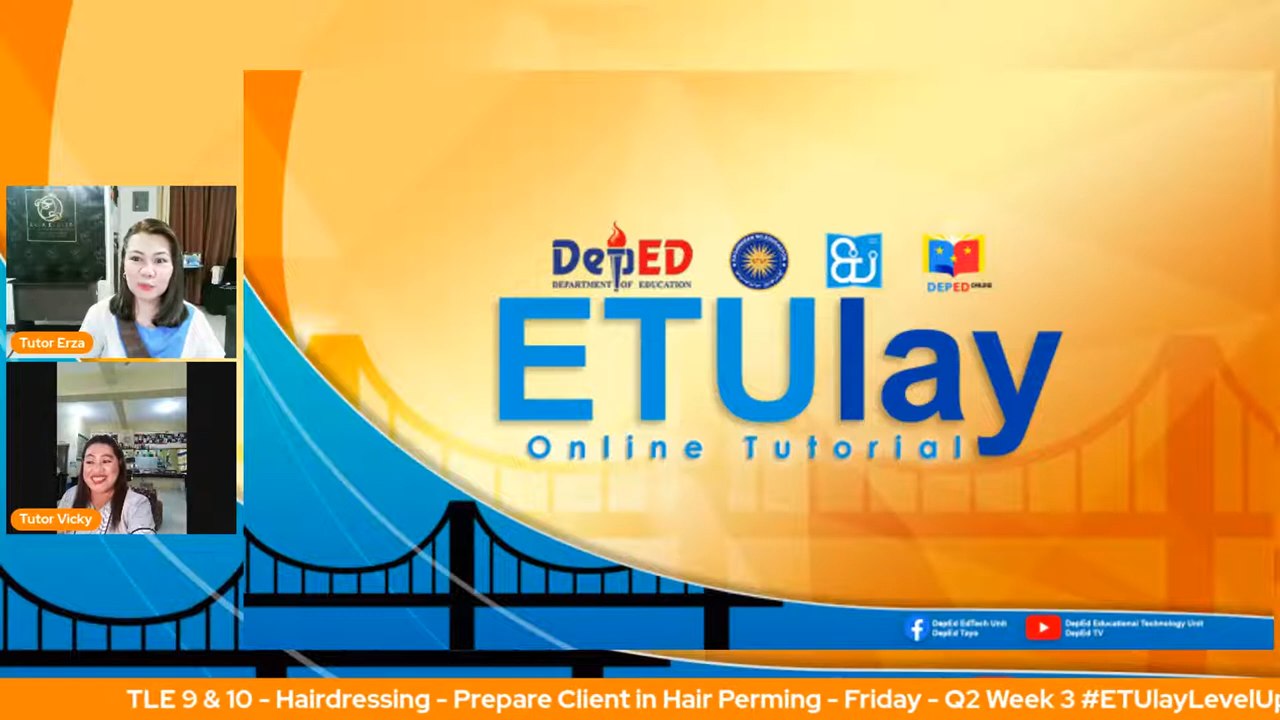 DepED
DEPARTMENT OF EDUCATION
DEPED ONLINE
ETUlay
Online Tutorial
Tutor Erza
Tutor Vicky
DepEd EdTech Unit
DepEd Tayo
DepEd Educational Technology Unit
DepEd TV
TLE 9 & 10 - Hairdressing - Prepare Client in Hair Perming - Friday - Q2 Week 3 #ETUlayLevelUp